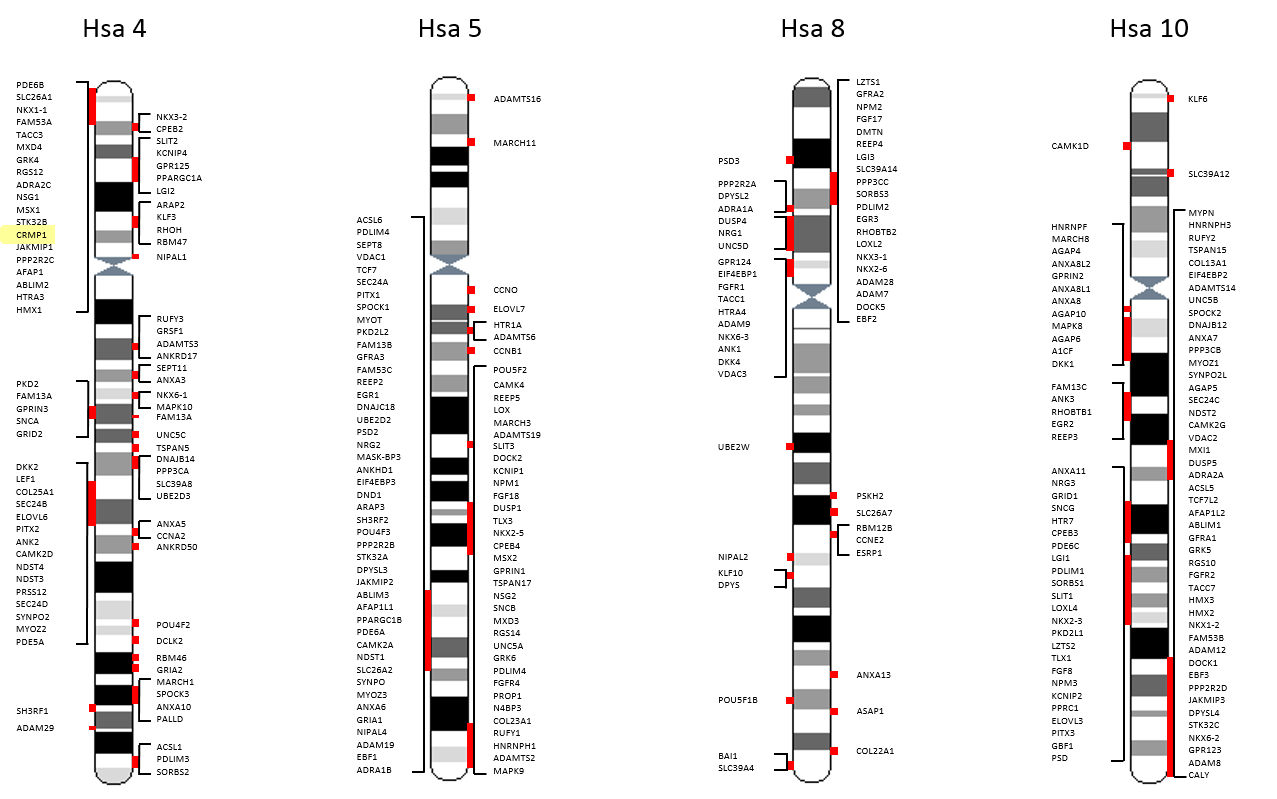 Hsa 4
PDE6B
SLC26A1
NKX1-1
FAM53A
TACC3
MXD4
GRK4
RGS12
ADRA2C
NSG1
MSX1
STK32B
CRMP1
JAKMIP1
PPP2R2C
AFAP1
ABLIM2
HTRA3
HMX1
PKD2
FAM13A
GPRIN3
SNCA
GRID2
DKK2
LEF1
COL25A1
SEC24B
ELOVL6
PITX2
ANK2
CAMK2D
NDST4
NDST3
PRSS12
SEC24D
SYNPO2
MYOZ2
PDE5A
SH3RF1
ADAM29
NKX3-2
CPEB2
SLIT2
KCNIP4
GPR125
PPARGC1A
LGI2
ARAP2
KLF3
RHOH
RBM47
NIPAL1
RUFY3
GRSF1
ADAMTS3
ANKRD17
SEPT11
ANXA3
NKX6-1
MAPK10
FAM13A
UNC5C
TSPAN5
DNAJB14
PPP3CA
SLC39A8
UBE2D3
ANXA5
CCNA2
ANKRD50
POU4F2
DCLK2
RBM46
GRIA2
MARCH1
SPOCK3
ANXA10
PALLD
ACSL1
PDLIM3
SORBS2
Hsa 5
ACSL6
PDLIM4
SEPT8
VDAC1
TCF7
SEC24A
PITX1
SPOCK1
MYOT
PKD2L2
FAM13B
GFRA3
FAM53C
REEP2
EGR1
DNAJC18
UBE2D2
PSD2
NRG2
MASK-BP3
ANKHD1
EIF4EBP3
DND1
ARAP3
SH3RF2
POU4F3
PPP2R2B
STK32A
DPYSL3
JAKMIP2
ABLIM3
AFAP1L1
PPARGC1B
PDE6A
CAMK2A
NDST1
SLC26A2
SYNPO
MYOZ3
ANXA6
GRIA1
NIPAL4
ADAM19
EBF1
ADRA1B
ADAMTS16
MARCH11
CCNO
ELOVL7
HTR1A
ADAMTS6
CCNB1
POU5F2
CAMK4
REEP5
LOX
MARCH3
ADAMTS19
SLIT3
DOCK2
KCNIP1
NPM1
FGF18
DUSP1
TLX3
NKX2-5
CPEB4
MSX2
GPRIN1
TSPAN17
NSG2
SNCB
MXD3
RGS14
UNC5A
GRK6
PDLIM4
FGFR4
PROP1
N4BP3
COL23A1
RUFY1
HNRNPH1
ADAMTS2
MAPK9
Hsa 8
PSD3
PPP2R2A
DPYSL2
ADRA1A
DUSP4
NRG1
UNC5D
GPR124
EIF4EBP1
FGFR1
TACC1
HTRA4
ADAM9
NKX6-3
ANK1
DKK4
VDAC3
UBE2W
NIPAL2
KLF10
DPYS
POU5F1B
BAI1
SLC39A4
LZTS1
GFRA2
NPM2
FGF17
DMTN
REEP4
LGI3
SLC39A14
PPP3CC
SORBS3
PDLIM2
EGR3
RHOBTB2
LOXL2
NKX3-1
NKX2-6
ADAM28
ADAM7
DOCK5
EBF2
PSKH2
SLC26A7
RBM12B
CCNE2
ESRP1
ANXA13
ASAP1
COL22A1
Hsa 10
CAMK1D
HNRNPF
MARCH8
AGAP4
ANXA8L2
GPRIN2
ANXA8L1
ANXA8
AGAP10
MAPK8
AGAP6
A1CF
DKK1
FAM13C
ANK3
RHOBTB1
EGR2
REEP3
ANXA11
NRG3
GRID1
SNCG
HTR7
CPEB3
PDE6C
LGI1
PDLIM1
SORBS1
SLIT1
LOXL4
NKX2-3
PKD2L1
LZTS2
TLX1
FGF8
NPM3
KCNIP2
PPRC1
ELOVL3
PITX3
GBF1
PSD
KLF6
SLC39A12
MYPN
HNRNPH3
RUFY2
TSPAN15
COL13A1
EIF4EBP2
ADAMTS14
UNC5B
SPOCK2
DNAJB12
ANXA7
PPP3CB
MYOZ1
SYNPO2L
AGAP5
SEC24C
NDST2
CAMK2G
VDAC2
MXI1
DUSP5
ADRA2A
ACSL5
TCF7L2
AFAP1L2
ABLIM1
GFRA1
GRK5
RGS10
FGFR2
TACC7
HMX3
HMX2
NKX1-2
FAM53B
ADAM12
DOCK1
EBF3
PPP2R2D
JAKMIP3
DPYSL4
STK32C
NKX6-2
GPR123
ADAM8
CALY